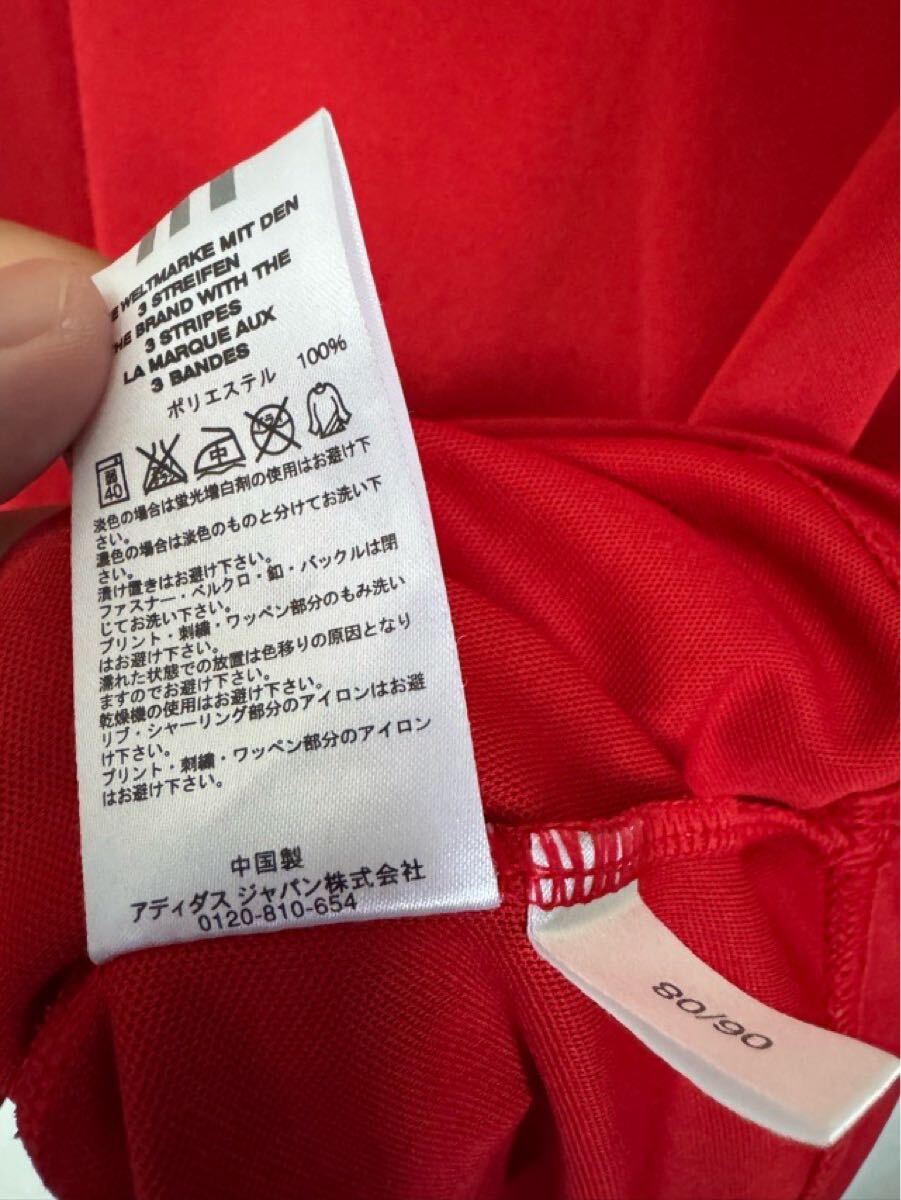 WELTMARKE MIT DEN
3 STREIFEN
THE BRAND WITH THE
3 STRIPES
LA MARQUE AUX
3 BANDES
ポリエステル 100%
弱
40
中
淡色の場合は蛍光増白剤の使用はお避け下
さい。
濃色の場合は淡色のものと分けてお洗い下
さい。
漬け置きはお避け下さい。
ファスナー・ベルクロ・釦・バックルは閉
じてお洗い下さい。
プリント・刺繍・ワッペン部分のもみ洗い
はお避け下さい。
濡れた状態での放置は色移りの原因となり
ますのでお避け下さい。
乾燥機の使用はお避け下さい。
リブ・シャーリング部分のアイロンはお避
け下さい。
プリント・刺繍・ワッペン部分のアイロン
はお避け下さい。
中国製
アディダス ジャパン株式会社
0120-810-654
80/90